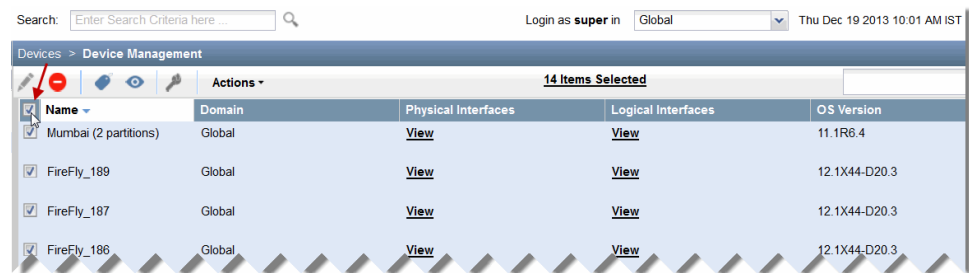 Search: Enter Search Criteria here ... Login as super in Global Thu Dec 19 2013 10:01 AM IST
Devices > Device Management
Actions 14 Items Selected
Name Domain Physical Interfaces Logical Interfaces OS Version
Mumbai (2 partitions) Global View View 11.1R6.4
FireFly_189 Global View View 12.1X44-D20.3
FireFly_187 Global View View 12.1X44-D20.3
FireFly_186 Global View View 12.1X44-D20.3